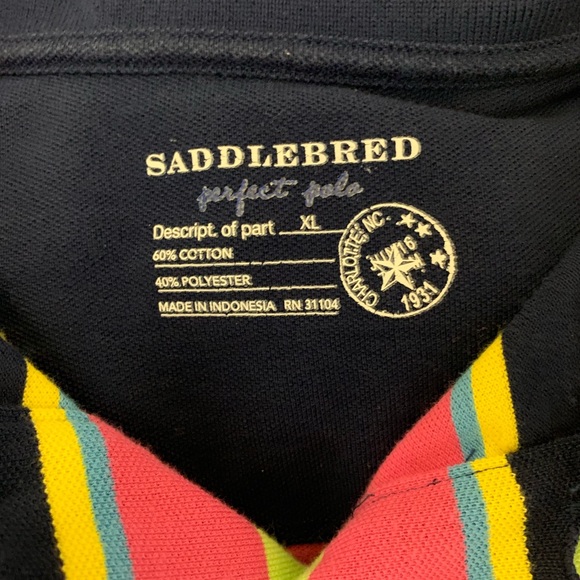 SADDLEBRED
perfect polo
Descript. of part XL
60% COTTON
40% POLYESTER
MADE IN INDONESIA RN 31104
CHARLOTTE, NC
1931